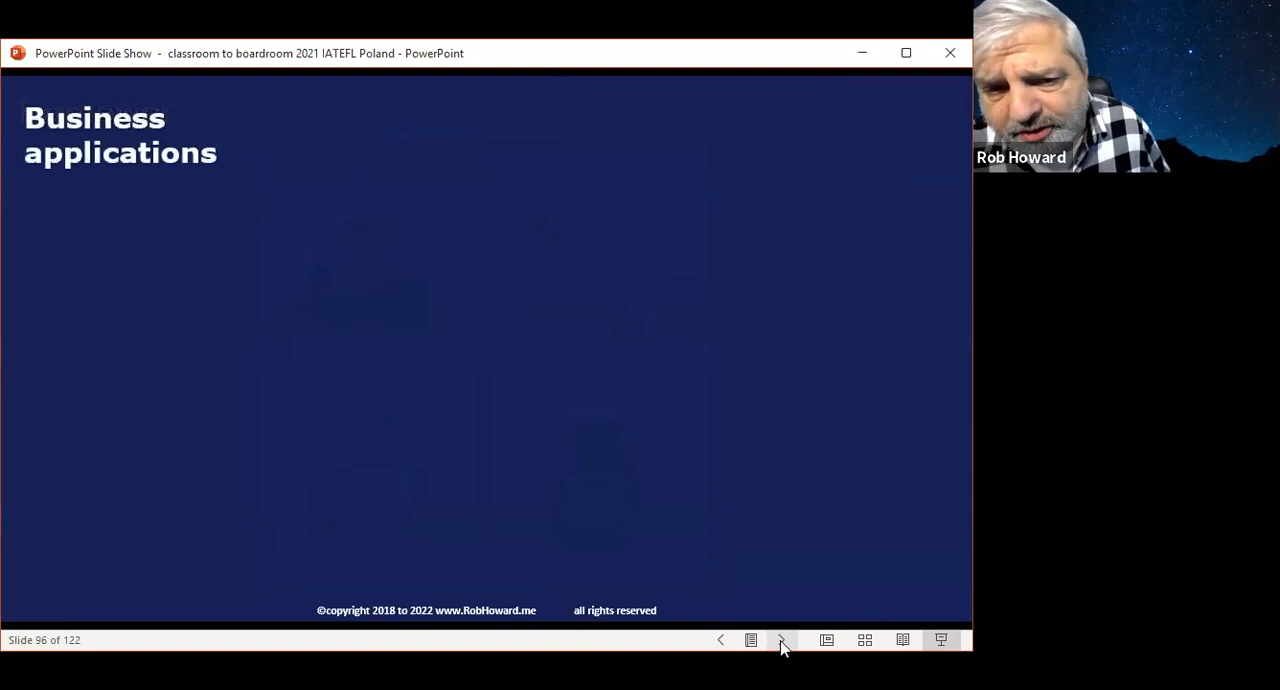 PowerPoint Slide Show - classroom to boardroom 2021 IATEFL Poland - PowerPoint
Business
applications
Rob Howard
©copyright 2018 to 2022 www.RobHoward.me all rights reserved
Slide 96 of 122